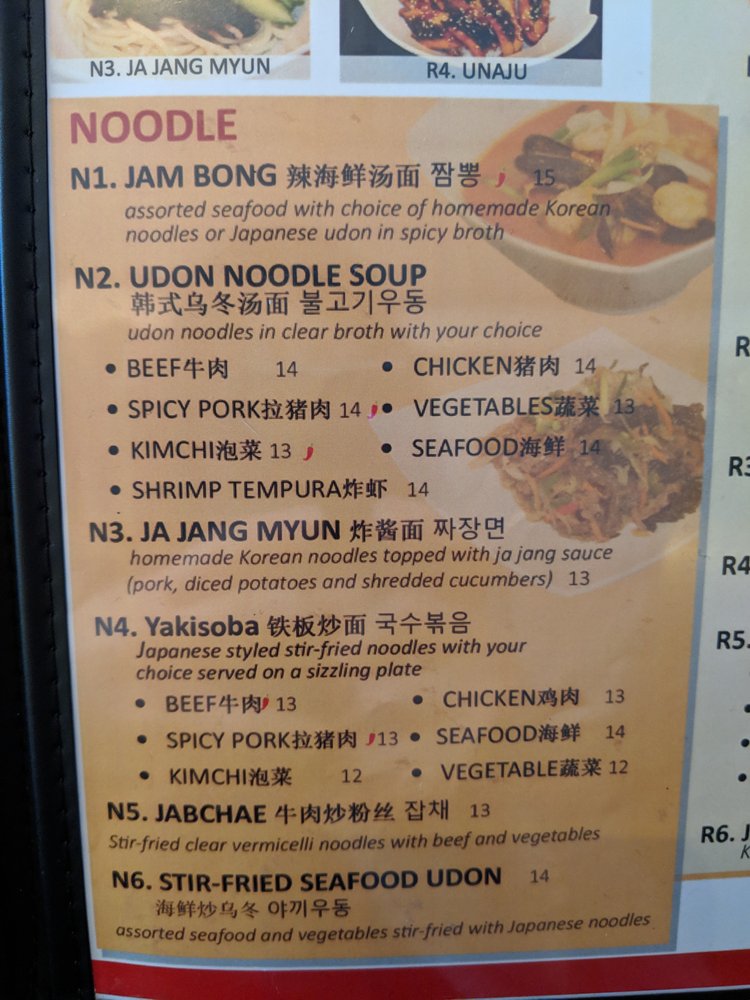 N3. JA JANG MYUN
R4. UNAJU
NOODLE
N1. JAM BONG 辣海鲜汤面 짬뽕 15
assorted seafood with choice of homemade Korean
noodles or Japanese udon in spicy broth
N2. UDON NOODLE SOUP
韩式乌冬汤面 불고기우동
udon noodles in clear broth with your choice
• BEEF牛肉 14
• CHICKEN猪肉 14
• SPICY PORK拉猪肉 14
• VEGETABLES蔬菜 13
• KIMCHI泡菜 13
• SEAFOOD海鲜 14
• SHRIMP TEMPURA炸虾 14
N3. JA JANG MYUN 炸酱面 짜장면
homemade Korean noodles topped with ja jang sauce
(pork, diced potatoes and shredded cucumbers) 13
N4. Yakisoba 铁板炒面 국수볶음
Japanese styled stir-fried noodles with your
choice served on a sizzling plate
• BEEF牛肉 13
• CHICKEN鸡肉 13
• SPICY PORK拉猪肉 13
• SEAFOOD海鲜 14
• KIMCHI泡菜 12
• VEGETABLE蔬菜 12
N5. JABCHAE 牛肉炒粉丝 잡채 13
Stir-fried clear vermicelli noodles with beef and vegetables
N6. STIR-FRIED SEAFOOD UDON 14
海鲜炒乌冬 야끼우동
assorted seafood and vegetables stir-fried with Japanese noodles
R3
R4
R5.
R6. J